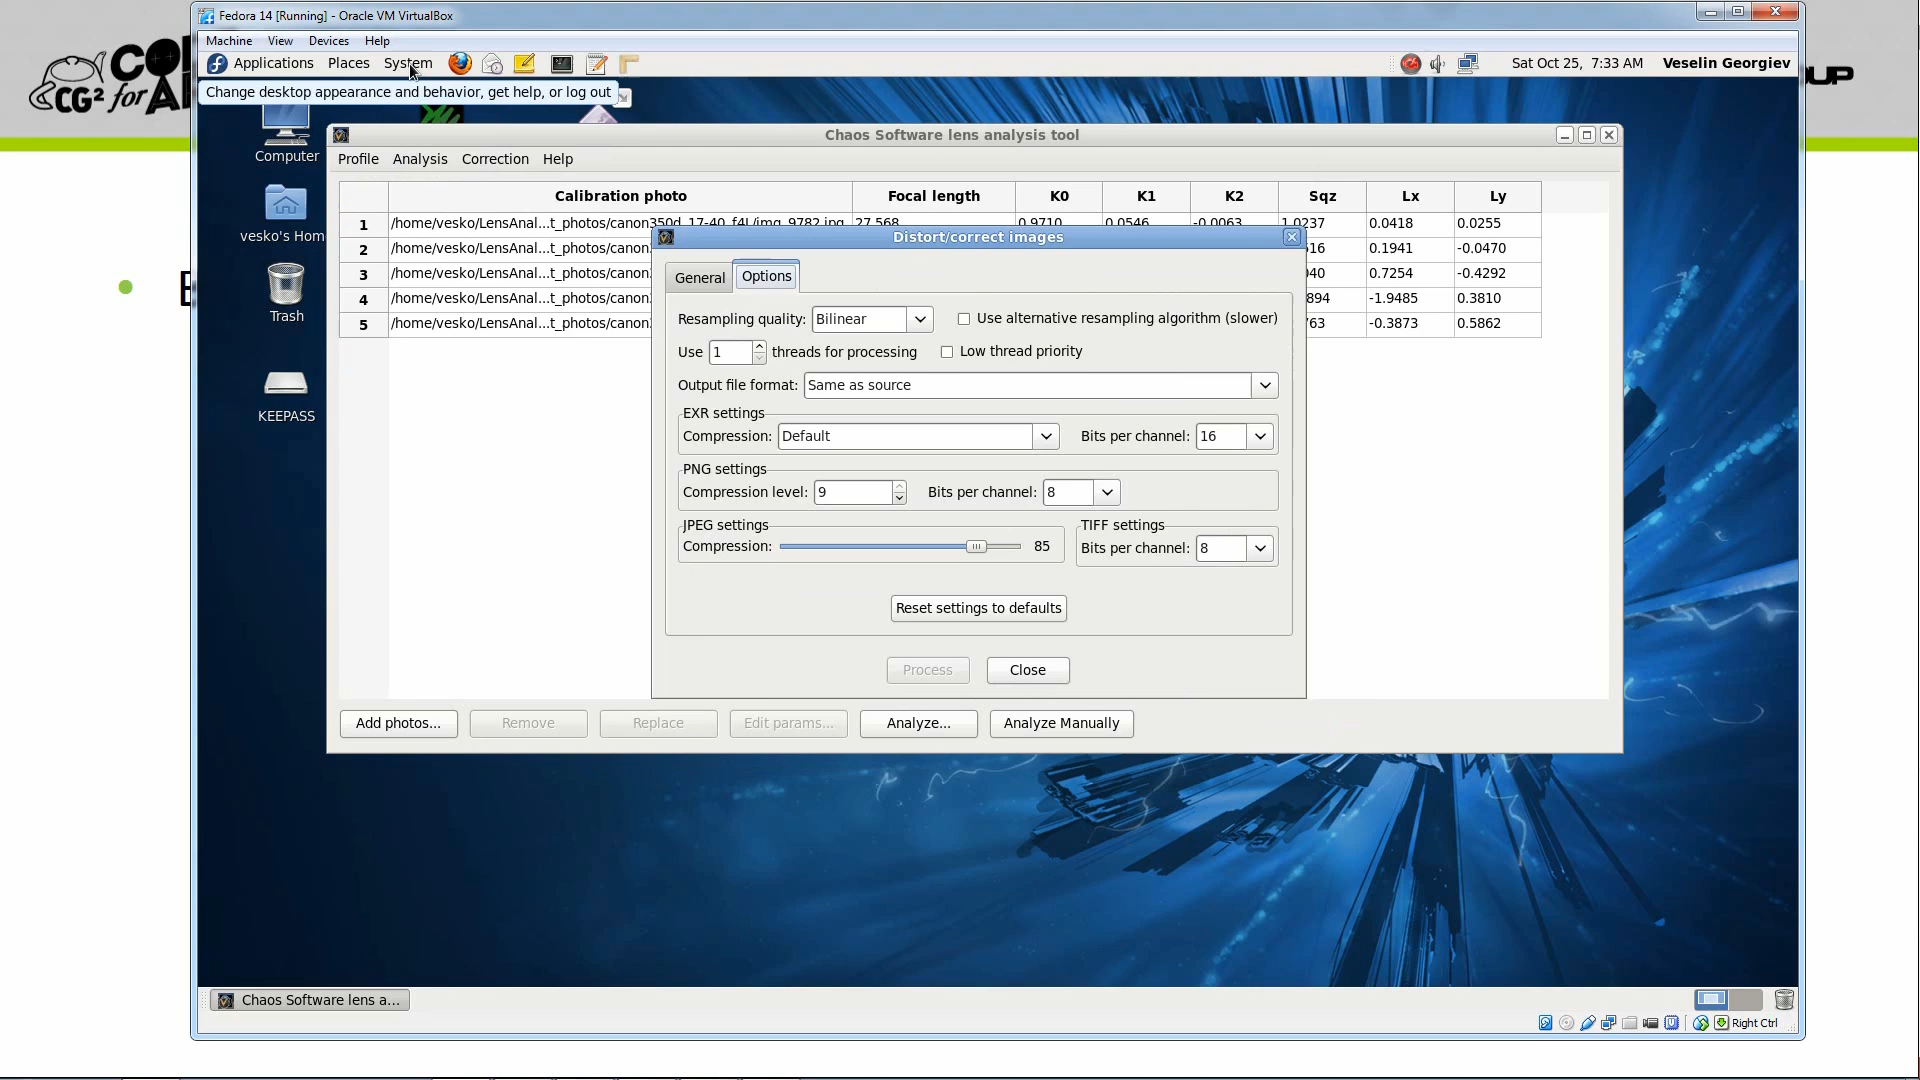 Fedora 14 [Running] - Oracle VM VirtualBox
Machine View Devices Help
Applications Places System
Sat Oct 25, 7:33 AM Veselin Georgiev
Change desktop appearance and behavior, get help, or log out
CG² for
Computer
vesko's Hom
Trash
KEEPASS
Chaos Software lens analysis tool
Profile Analysis Correction Help
Calibration photo Focal length K0 K1 K2 Sqz Lx Ly
1 /home/vesko/LensAnal...t_photos/canon350d_17-40_f4L/img_9782.jpg 27.568 0.9710 0.0546 -0.0063 1.0237 0.0418 0.0255
2 /home/vesko/LensAnal...t_photos/canon 0.1941 -0.0470
3 /home/vesko/LensAnal...t_photos/canon 0.7254 -0.4292
4 /home/vesko/LensAnal...t_photos/canon 894 -1.9485 0.3810
5 /home/vesko/LensAnal...t_photos/canon -0.3873 0.5862
Distort/correct images
General Options
Resampling quality: Bilinear Use alternative resampling algorithm (slower)
Use 1 threads for processing Low thread priority
Output file format: Same as source
EXR settings
Compression: Default Bits per channel: 16
PNG settings
Compression level: 9 Bits per channel: 8
JPEG settings TIFF settings
Compression: 85 Bits per channel: 8
Reset settings to defaults
Process Close
Add photos... Remove Replace Edit params... Analyze... Analyze Manually
Chaos Software lens a...
Right Ctrl